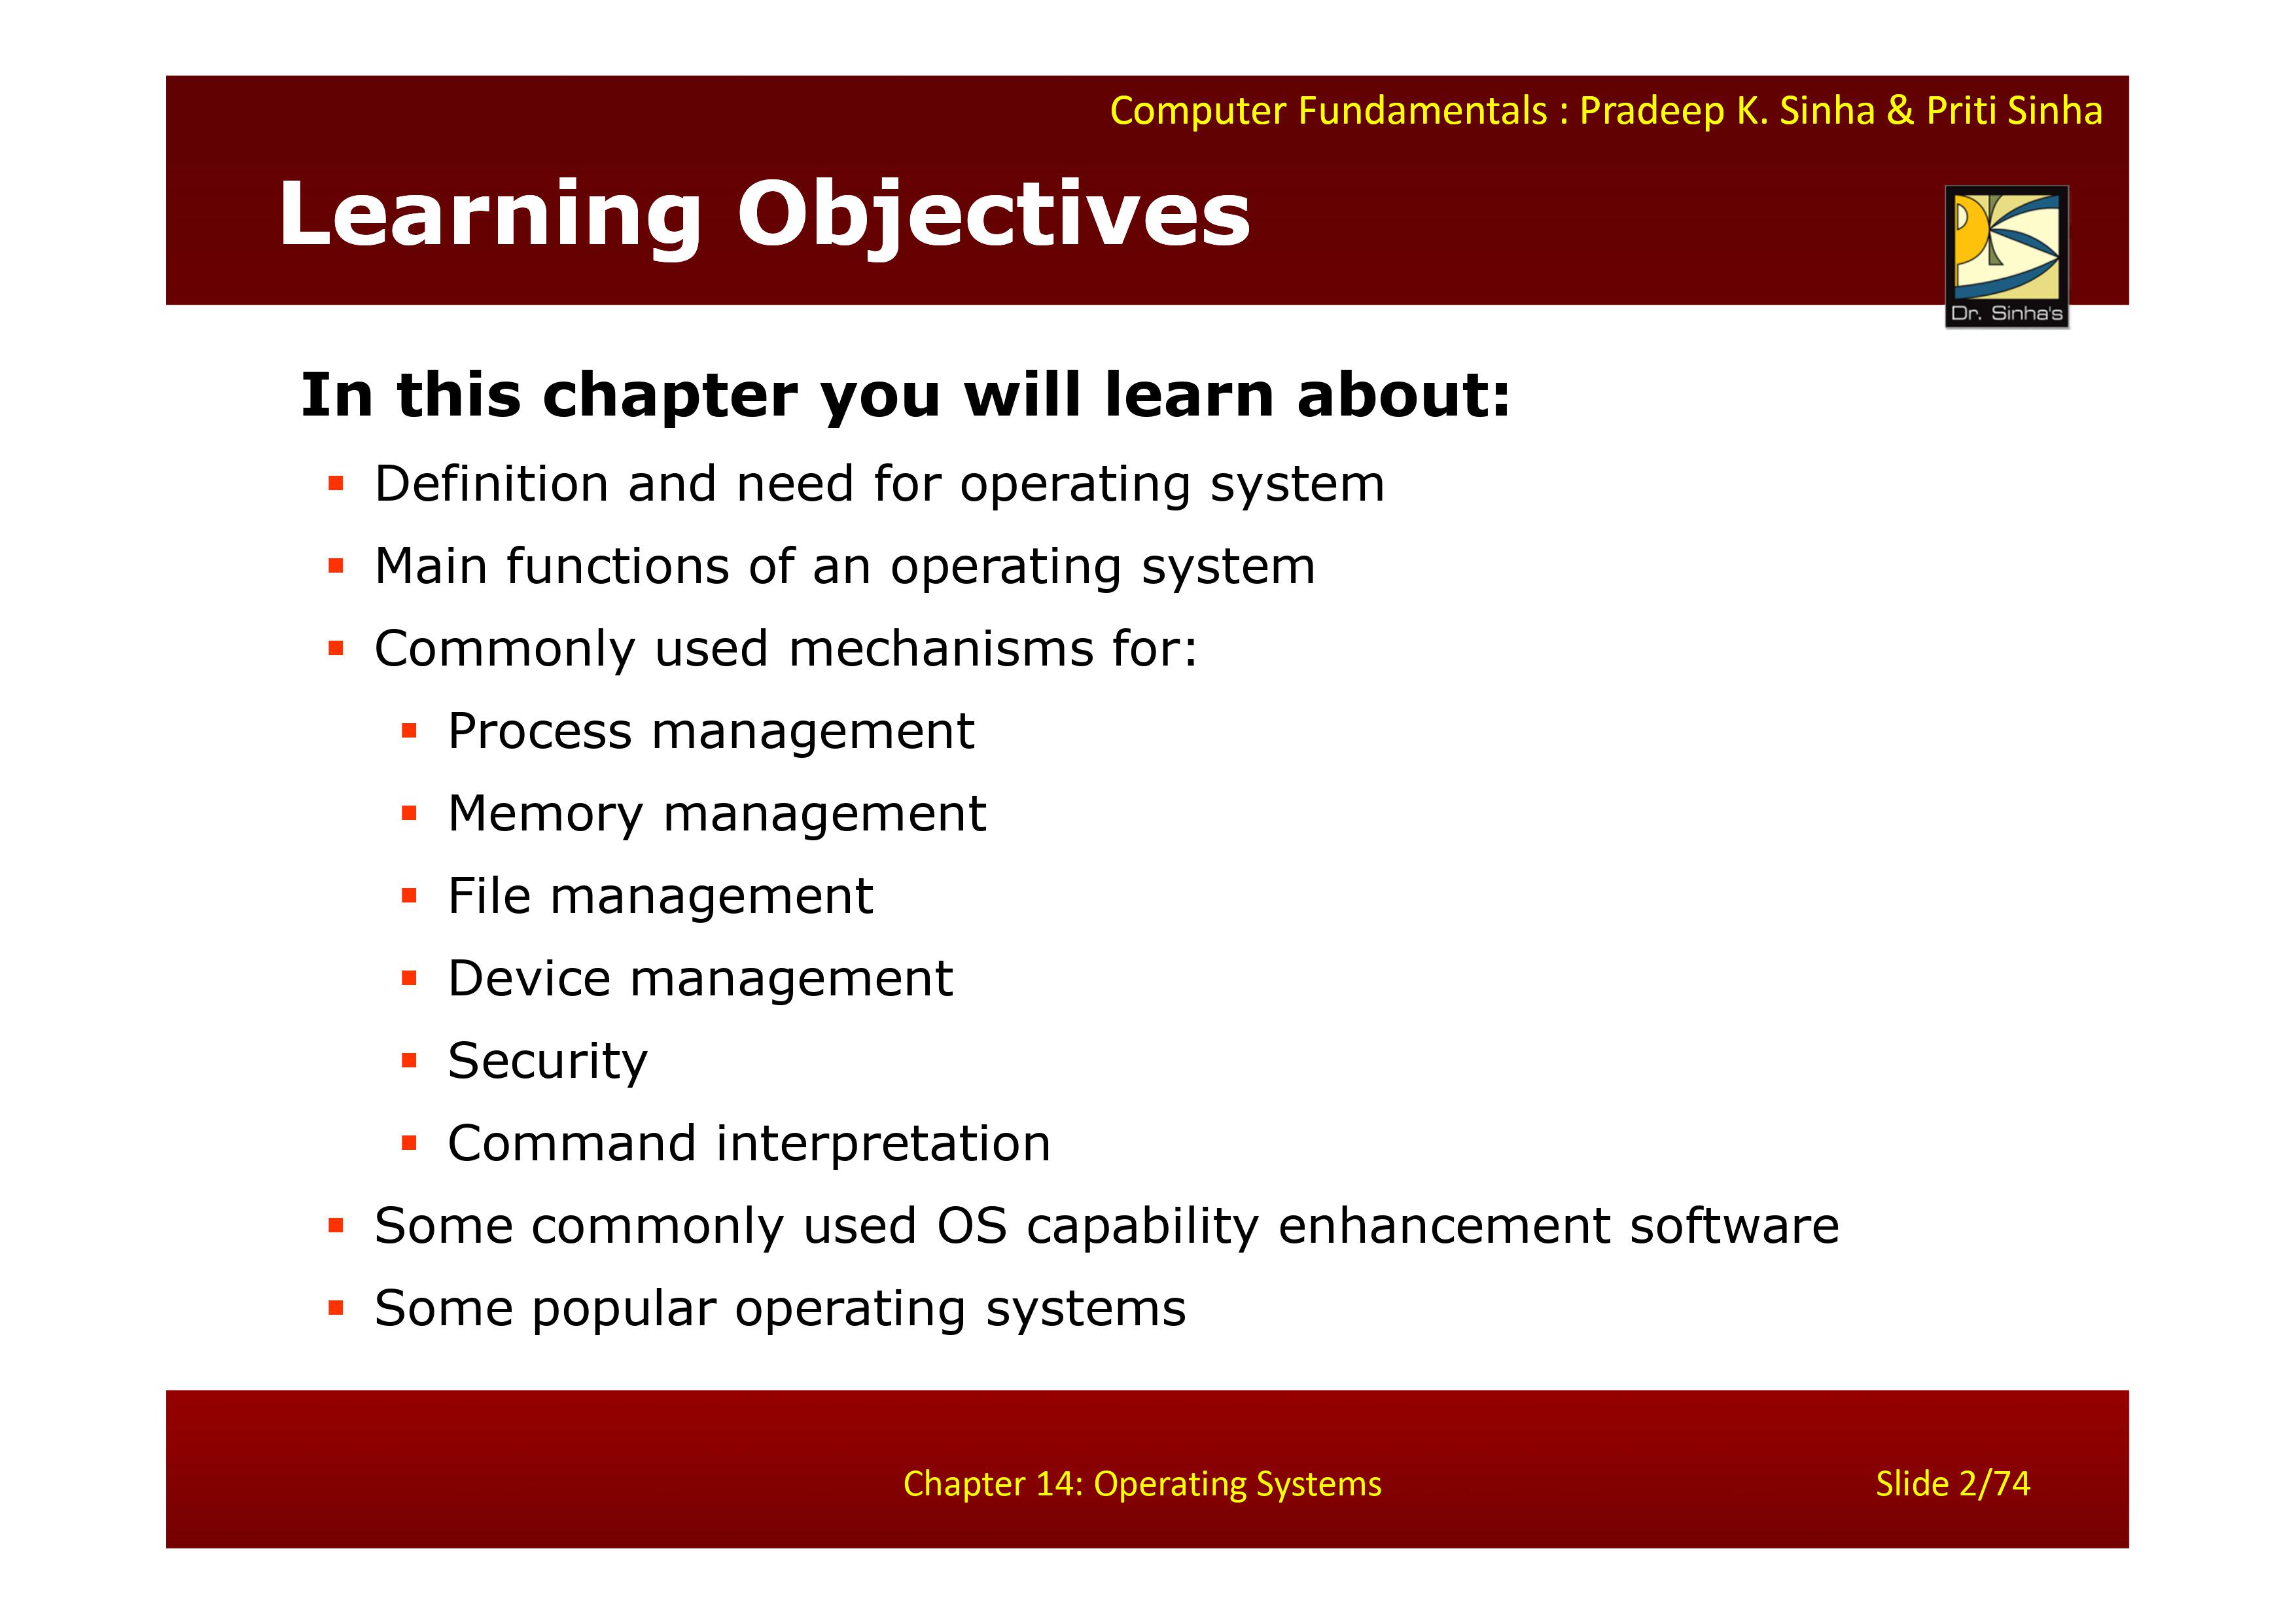 Computer Fundamentals : Pradeep K. Sinha & Priti Sinha
Learning Objectives
Dr. Sinha's
In this chapter you will learn about:
Definition and need for operating system
Main functions of an operating system
Commonly used mechanisms for:
Process management
Memory management
File management
Device management
Security
Command interpretation
Some commonly used OS capability enhancement software
Some popular operating systems
Chapter 14: Operating Systems
Slide 2/74